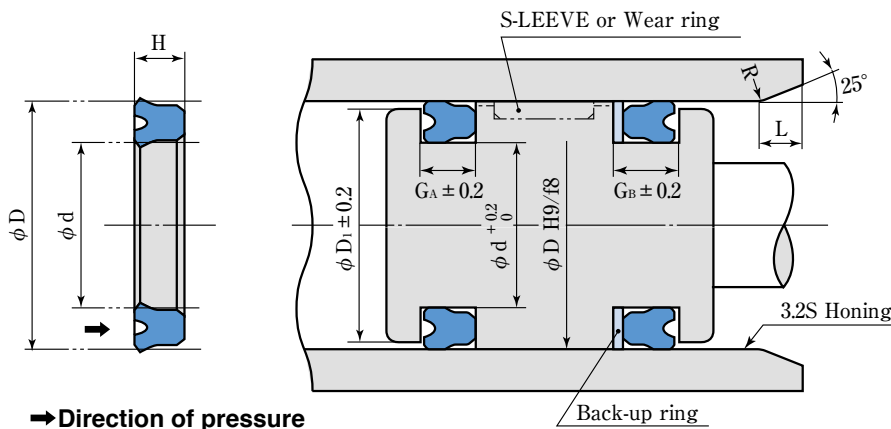 S-LEEVE or Wear ring
H
R
25°
L
GA ± 0.2
GB ± 0.2
φD
φd
φD1 ± 0.2
φd +0.2 0
φD H9/f8
3.2S Honing
Back-up ring
➡Direction of pressure